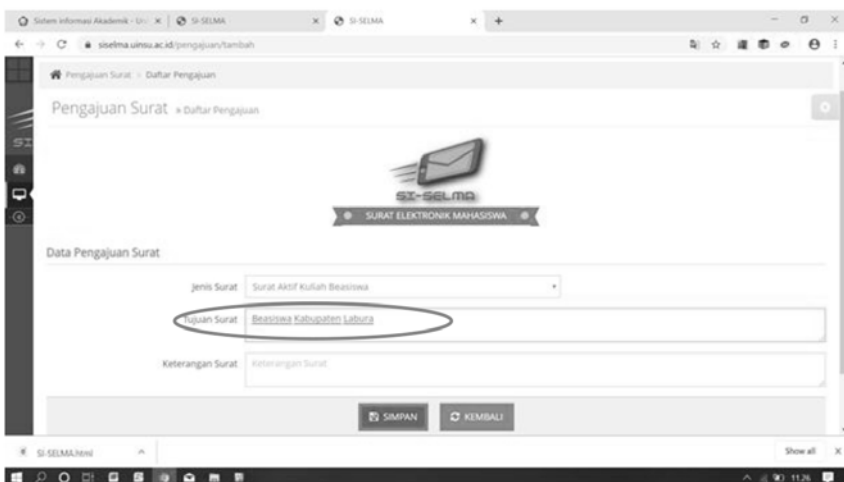 Sistem informasi Akademik - Uni
SI-SELMA
SI-SELMA
siselma.uinsu.ac.id/pengajuan/tambah
Pengajuan Surat > Daftar Pengajuan
Pengajuan Surat » Daftar Pengajuan
SI
SI-SELMA
SURAT ELEKTRONIK MAHASISWA
Data Pengajuan Surat
Jenis Surat Surat Aktif Kuliah Beasiswa
Tujuan Surat Beasiswa Kabupaten Labura
Keterangan Surat Keterangan Surat
SIMPAN KEMBALI
SI-SELMA.html Show all
11.26